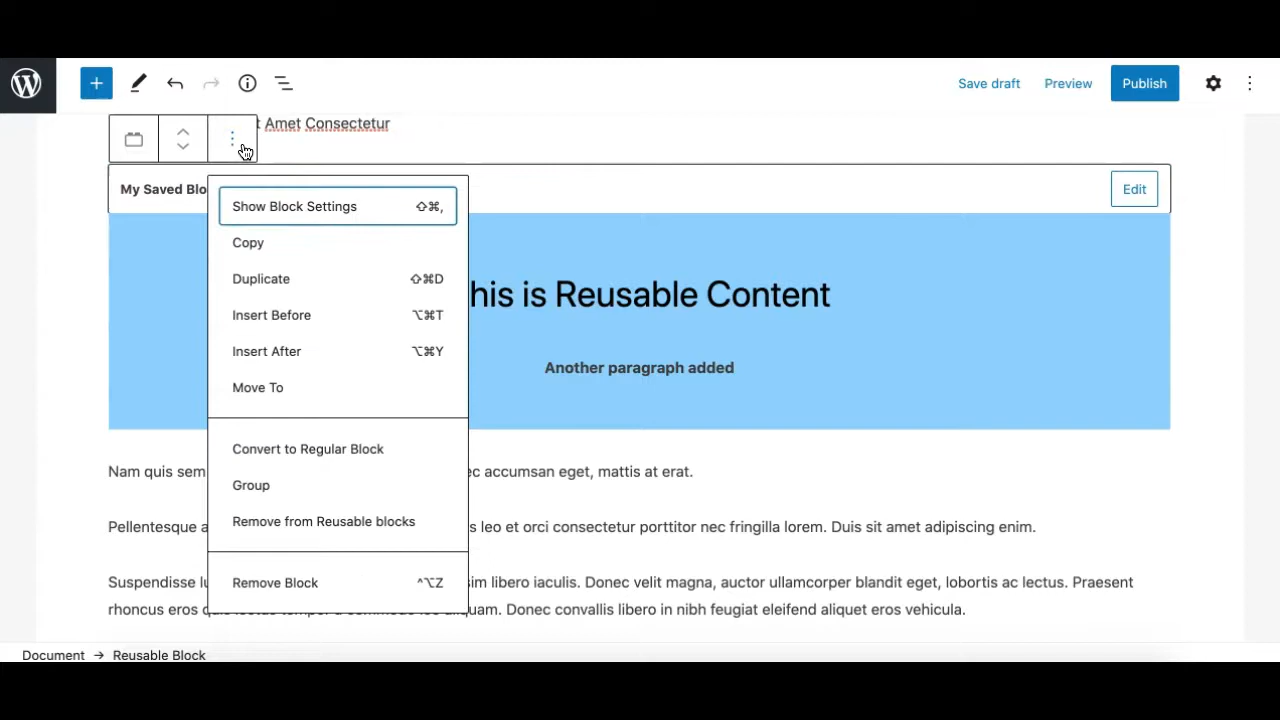 Save draft
Preview
Publish
t Amet Consectetur
My Saved Blo
Edit
Show Block Settings ⇧⌘,
Copy
Duplicate ⇧⌘D
Insert Before ⌥⌘T
Insert After ⌥⌘Y
Move To
Convert to Regular Block
Group
Remove from Reusable blocks
Remove Block ^⌥Z
his is Reusable Content
Another paragraph added
Nam quis sem ec accumsan eget, mattis at erat.
Pellentesque a s leo et orci consectetur porttitor nec fringilla lorem. Duis sit amet adipiscing enim.
Suspendisse lu sim libero iaculis. Donec velit magna, auctor ullamcorper blandit eget, lobortis ac lectus. Praesent
rhoncus eros quam. Donec convallis libero in nibh feugiat eleifend aliquet eros vehicula.
Document → Reusable Block